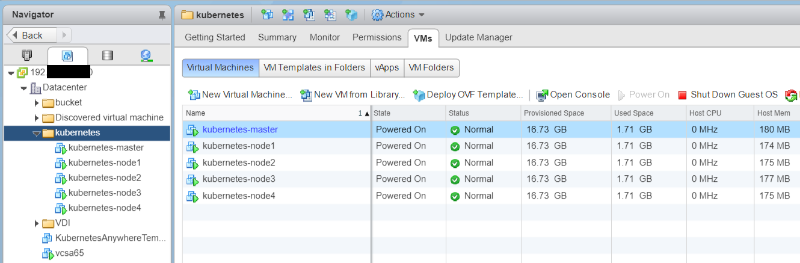 Navigator
Back
192.
Datacenter
bucket
Discovered virtual machine
kubernetes
kubernetes-master
kubernetes-node1
kubernetes-node2
kubernetes-node3
kubernetes-node4
VDI
KubernetesAnywhereTem...
vcsa65
kubernetes Actions
Getting Started Summary Monitor Permissions VMs Update Manager
Virtual Machines VM Templates in Folders vApps VM Folders
New Virtual Machine... New VM from Library... Deploy OVF Template... Open Console Power On Shut Down Guest OS
Name 1 State Status Provisioned Space Used Space Host CPU Host Mem
kubernetes-master Powered On Normal 16.73 GB 1.71 GB 0 MHz 180 MB
kubernetes-node1 Powered On Normal 16.73 GB 1.71 GB 0 MHz 174 MB
kubernetes-node2 Powered On Normal 16.73 GB 1.71 GB 0 MHz 175 MB
kubernetes-node3 Powered On Normal 16.73 GB 1.71 GB 0 MHz 177 MB
kubernetes-node4 Powered On Normal 16.73 GB 1.71 GB 0 MHz 175 MB